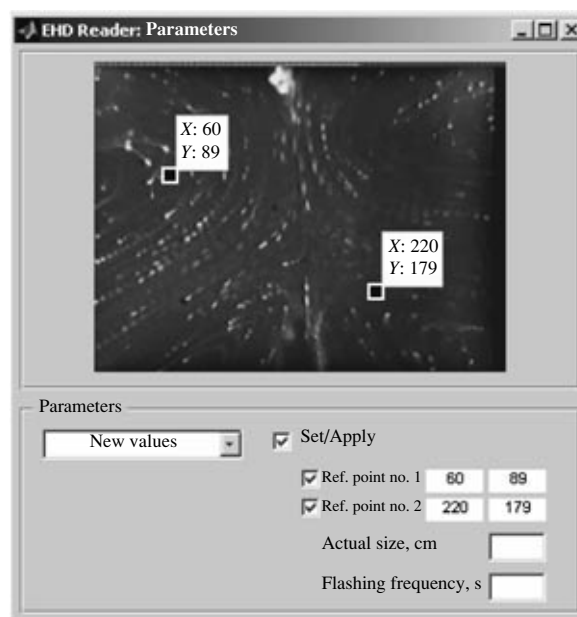 EHD Reader: Parameters
X: 60
Y: 89
X: 220
Y: 179
Parameters
New values
Set/Apply
Ref. point no. 1 60 89
Ref. point no. 2 220 179
Actual size, cm
Flashing frequency, s